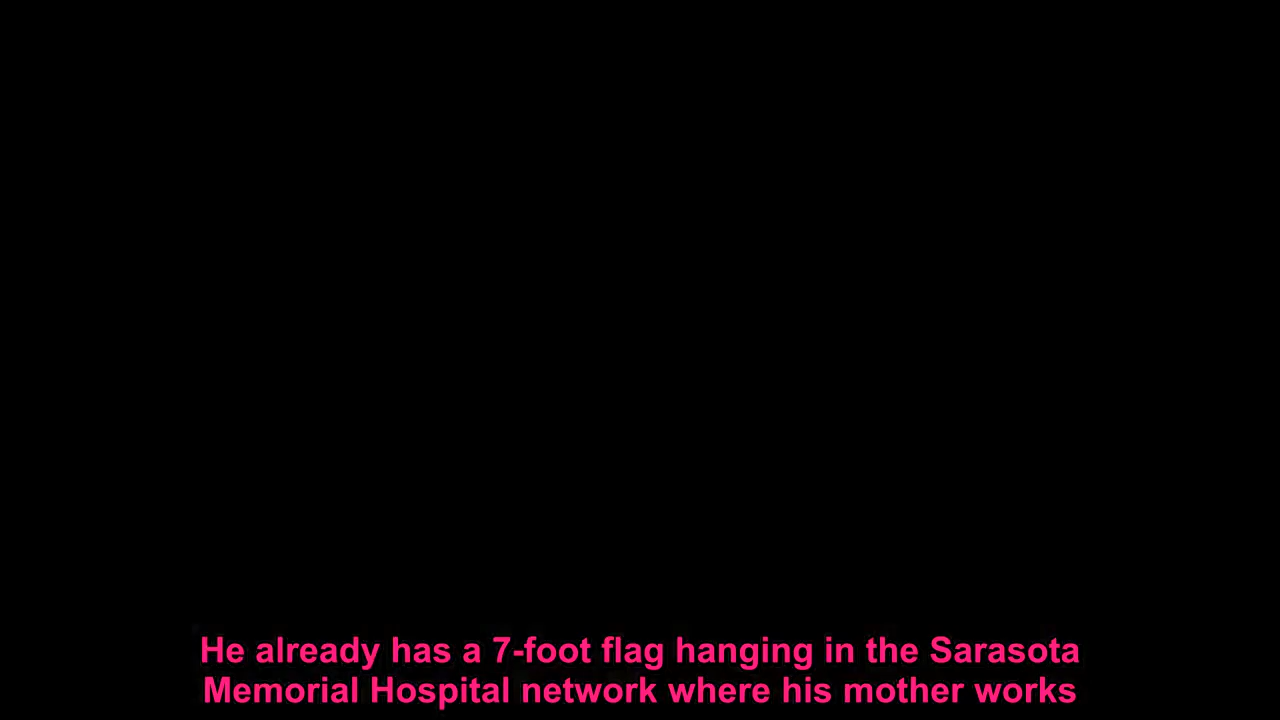 He already has a 7-foot flag hanging in the Sarasota
Memorial Hospital network where his mother works